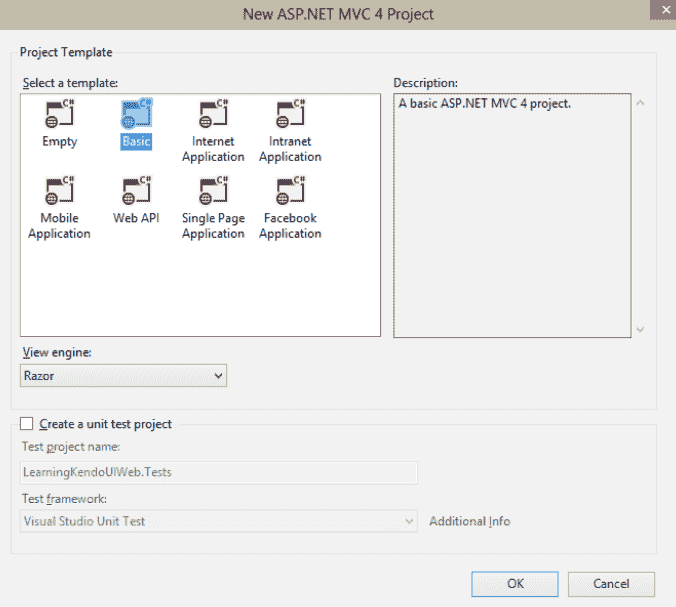 New ASP.NET MVC 4 Project
Project Template
Select a template:
C#
Empty
C#
Basic
C#
Internet
Application
C#
Intranet
Application
C#
Mobile
Application
C#
Web API
C#
Single Page
Application
C#
Facebook
Application
Description:
A basic ASP.NET MVC 4 project.
View engine:
Razor
Create a unit test project
Test project name:
LearningKendoUIWeb.Tests
Test framework:
Visual Studio Unit Test
Additional Info
OK
Cancel